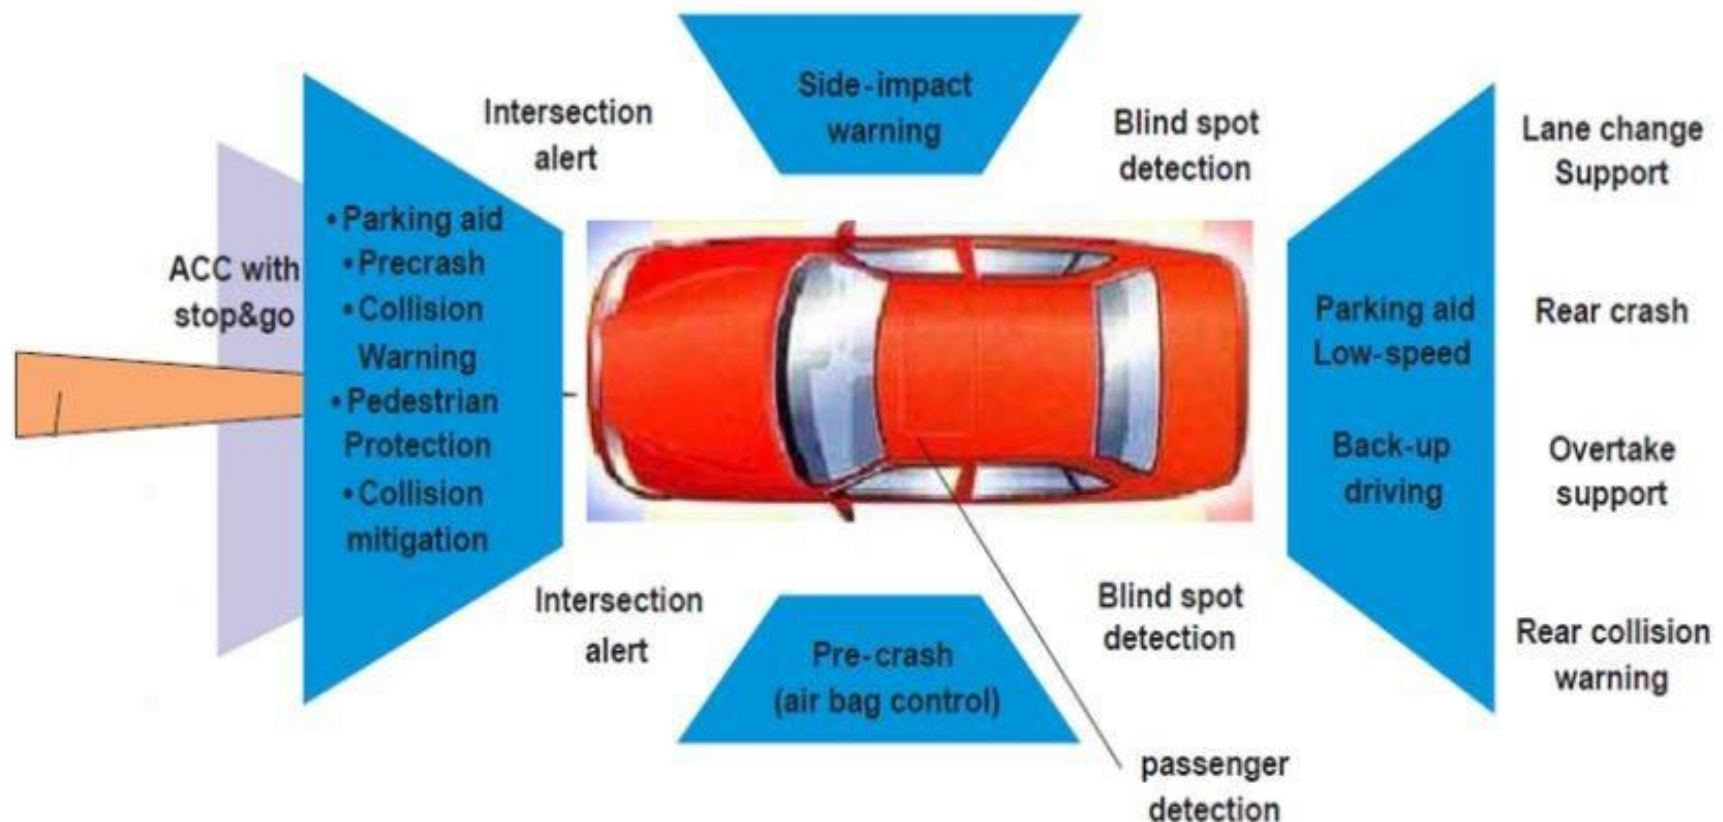 Side-impact
warning
Intersection
alert
Blind spot
detection
Lane change
Support
ACC with
stop&go
• Parking aid
• Precrash
• Collision
Warning
• Pedestrian
Protection
• Collision
mitigation
Parking aid
Low-speed
Back-up
driving
Rear crash
Overtake
support
Rear collision
warning
Intersection
alert
Pre-crash
(air bag control)
Blind spot
detection
passenger
detection